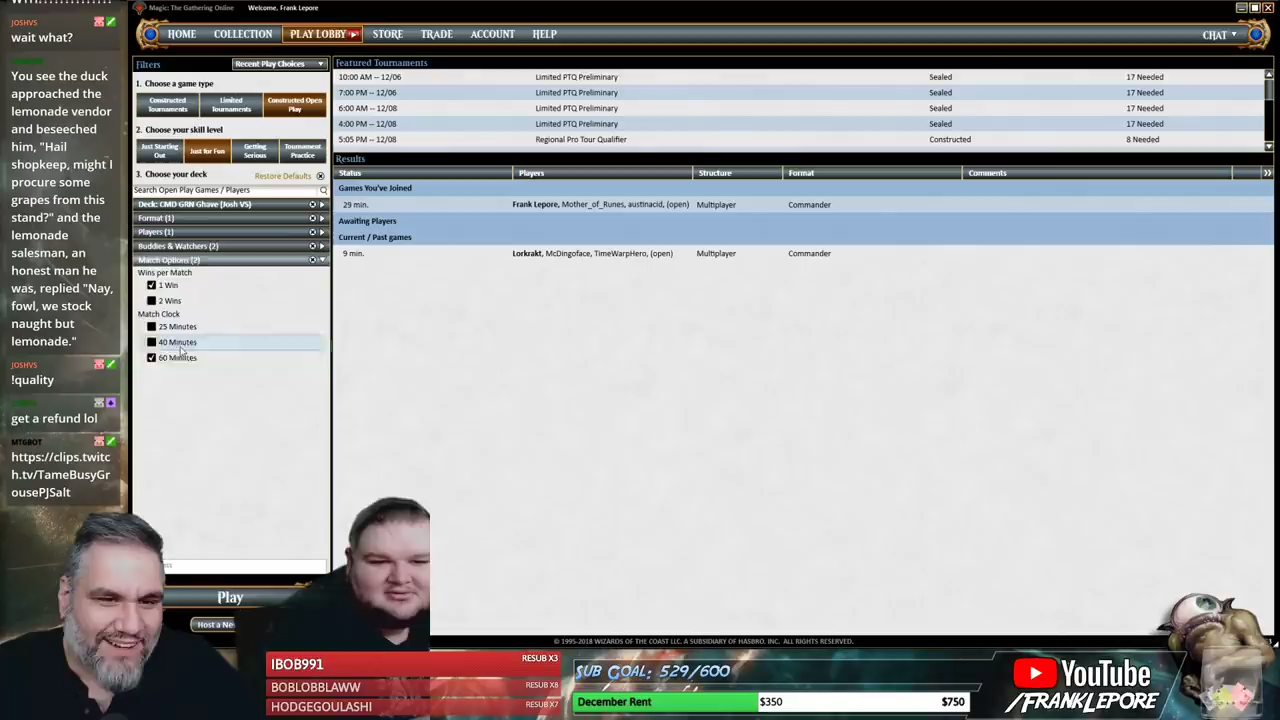 JOSHVS
wait what?
You see the duck
approached the
lemonade vendor
and beseeched
him, "Hail
shopkeep, might I
procure some
grapes from this
stand?" and the
lemonade
salesman, an
honest man he
was, replied "Nay,
fowl, we stock
naught but
lemonade."
JOSHVS
!quality
get a refund lol
MTGBOT
https://clips.twitc
h.tv/TameBusyGr
ousePJSalt
Magic: The Gathering Online
Welcome, Frank Lepore
HOME COLLECTION PLAY LOBBY STORE TRADE ACCOUNT HELP CHAT
Filters
Recent Play Choices
1. Choose a game type
Constructed Tournaments
Limited Tournaments
Constructed Open Play
2. Choose your skill level
Just Starting Out
Just for Fun
Getting Serious
Tournament Practice
3. Choose your deck
Restore Defaults
Search Open Play Games / Players
Deck: CMD GRN Ghave (Josh VS)
Format (1)
Players (1)
Buddies & Watchers (2)
Match Options (2)
Wins per Match
1 Win
2 Wins
Match Clock
25 Minutes
40 Minutes
60 Minutes
Play
Host a Ne
Featured Tournaments
10:00 AM -- 12/06 Limited PTQ Preliminary Sealed 17 Needed
7:00 PM -- 12/06 Limited PTQ Preliminary Sealed 17 Needed
6:00 AM -- 12/08 Limited PTQ Preliminary Sealed 17 Needed
4:00 PM -- 12/08 Limited PTQ Preliminary Sealed 17 Needed
5:05 PM -- 12/08 Regional Pro Tour Qualifier Constructed 8 Needed
Results
Status Players Structure Format Comments
Games You've Joined
29 min. Frank Lepore, Mother_of_Runes, austinacid, (open) Multiplayer Commander
Awaiting Players
Current / Past games
9 min. Lorkrakt, McDingoface, TimeWarpHero, (open) Multiplayer Commander
© 1995-2018 WIZARDS OF THE COAST LLC. A SUBSIDIARY OF HASBRO, INC. ALL RIGHTS RESERVED.
IBOB991 RESUB X3
BOBLOBBLAWW RESUB X8
HODGEGOULASHI RESUB X7
SUB GOAL: 529/600
December Rent $350 $750
YouTube
/FRANKLEPORE